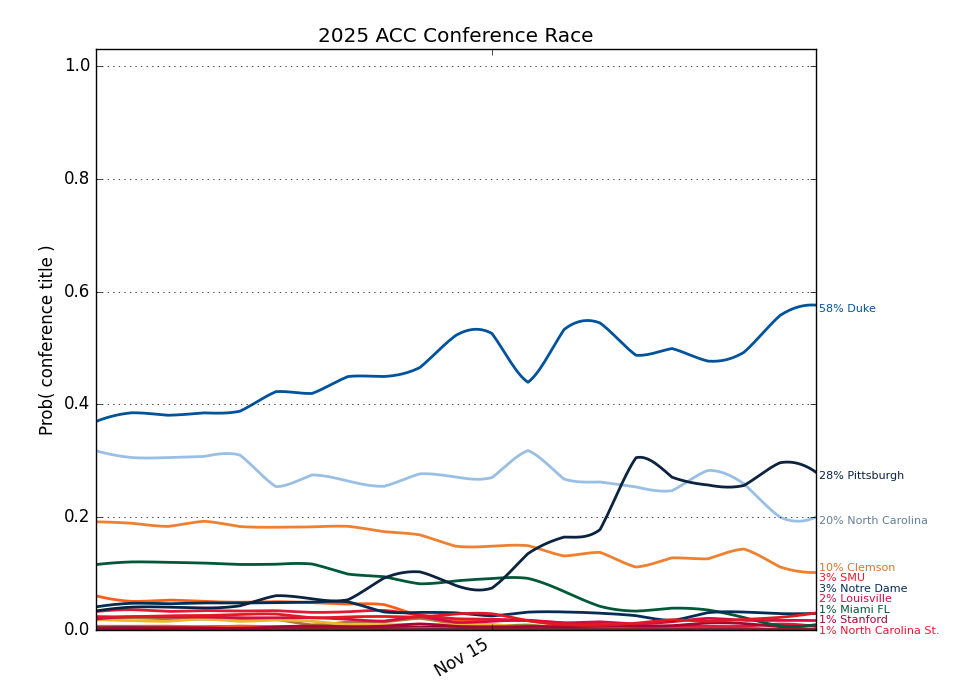 2025 ACC Conference Race
Prob( conference title )
1.0
0.8
0.6
0.4
0.2
0.0
Nov 15
58% Duke
28% Pittsburgh
20% North Carolina
10% Clemson
3% SMU
3% Notre Dame
2% Louisville
1% Miami FL
1% Stanford
1% North Carolina St.